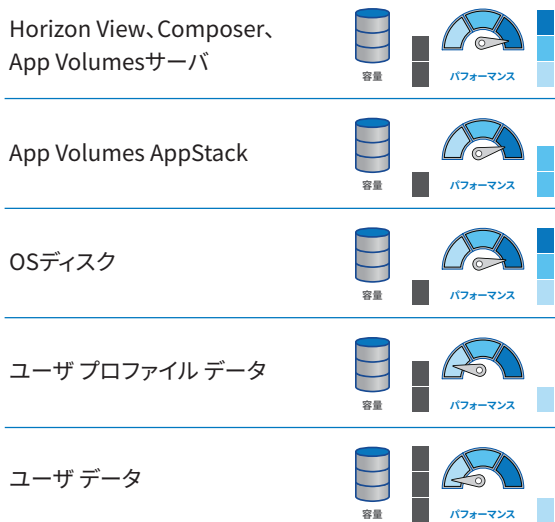 Horizon View、Composer、
App Volumesサーバ
容量
パフォーマンス
App Volumes AppStack
容量
パフォーマンス
OSディスク
容量
パフォーマンス
ユーザ プロファイル データ
容量
パフォーマンス
ユーザ データ
容量
パフォーマンス